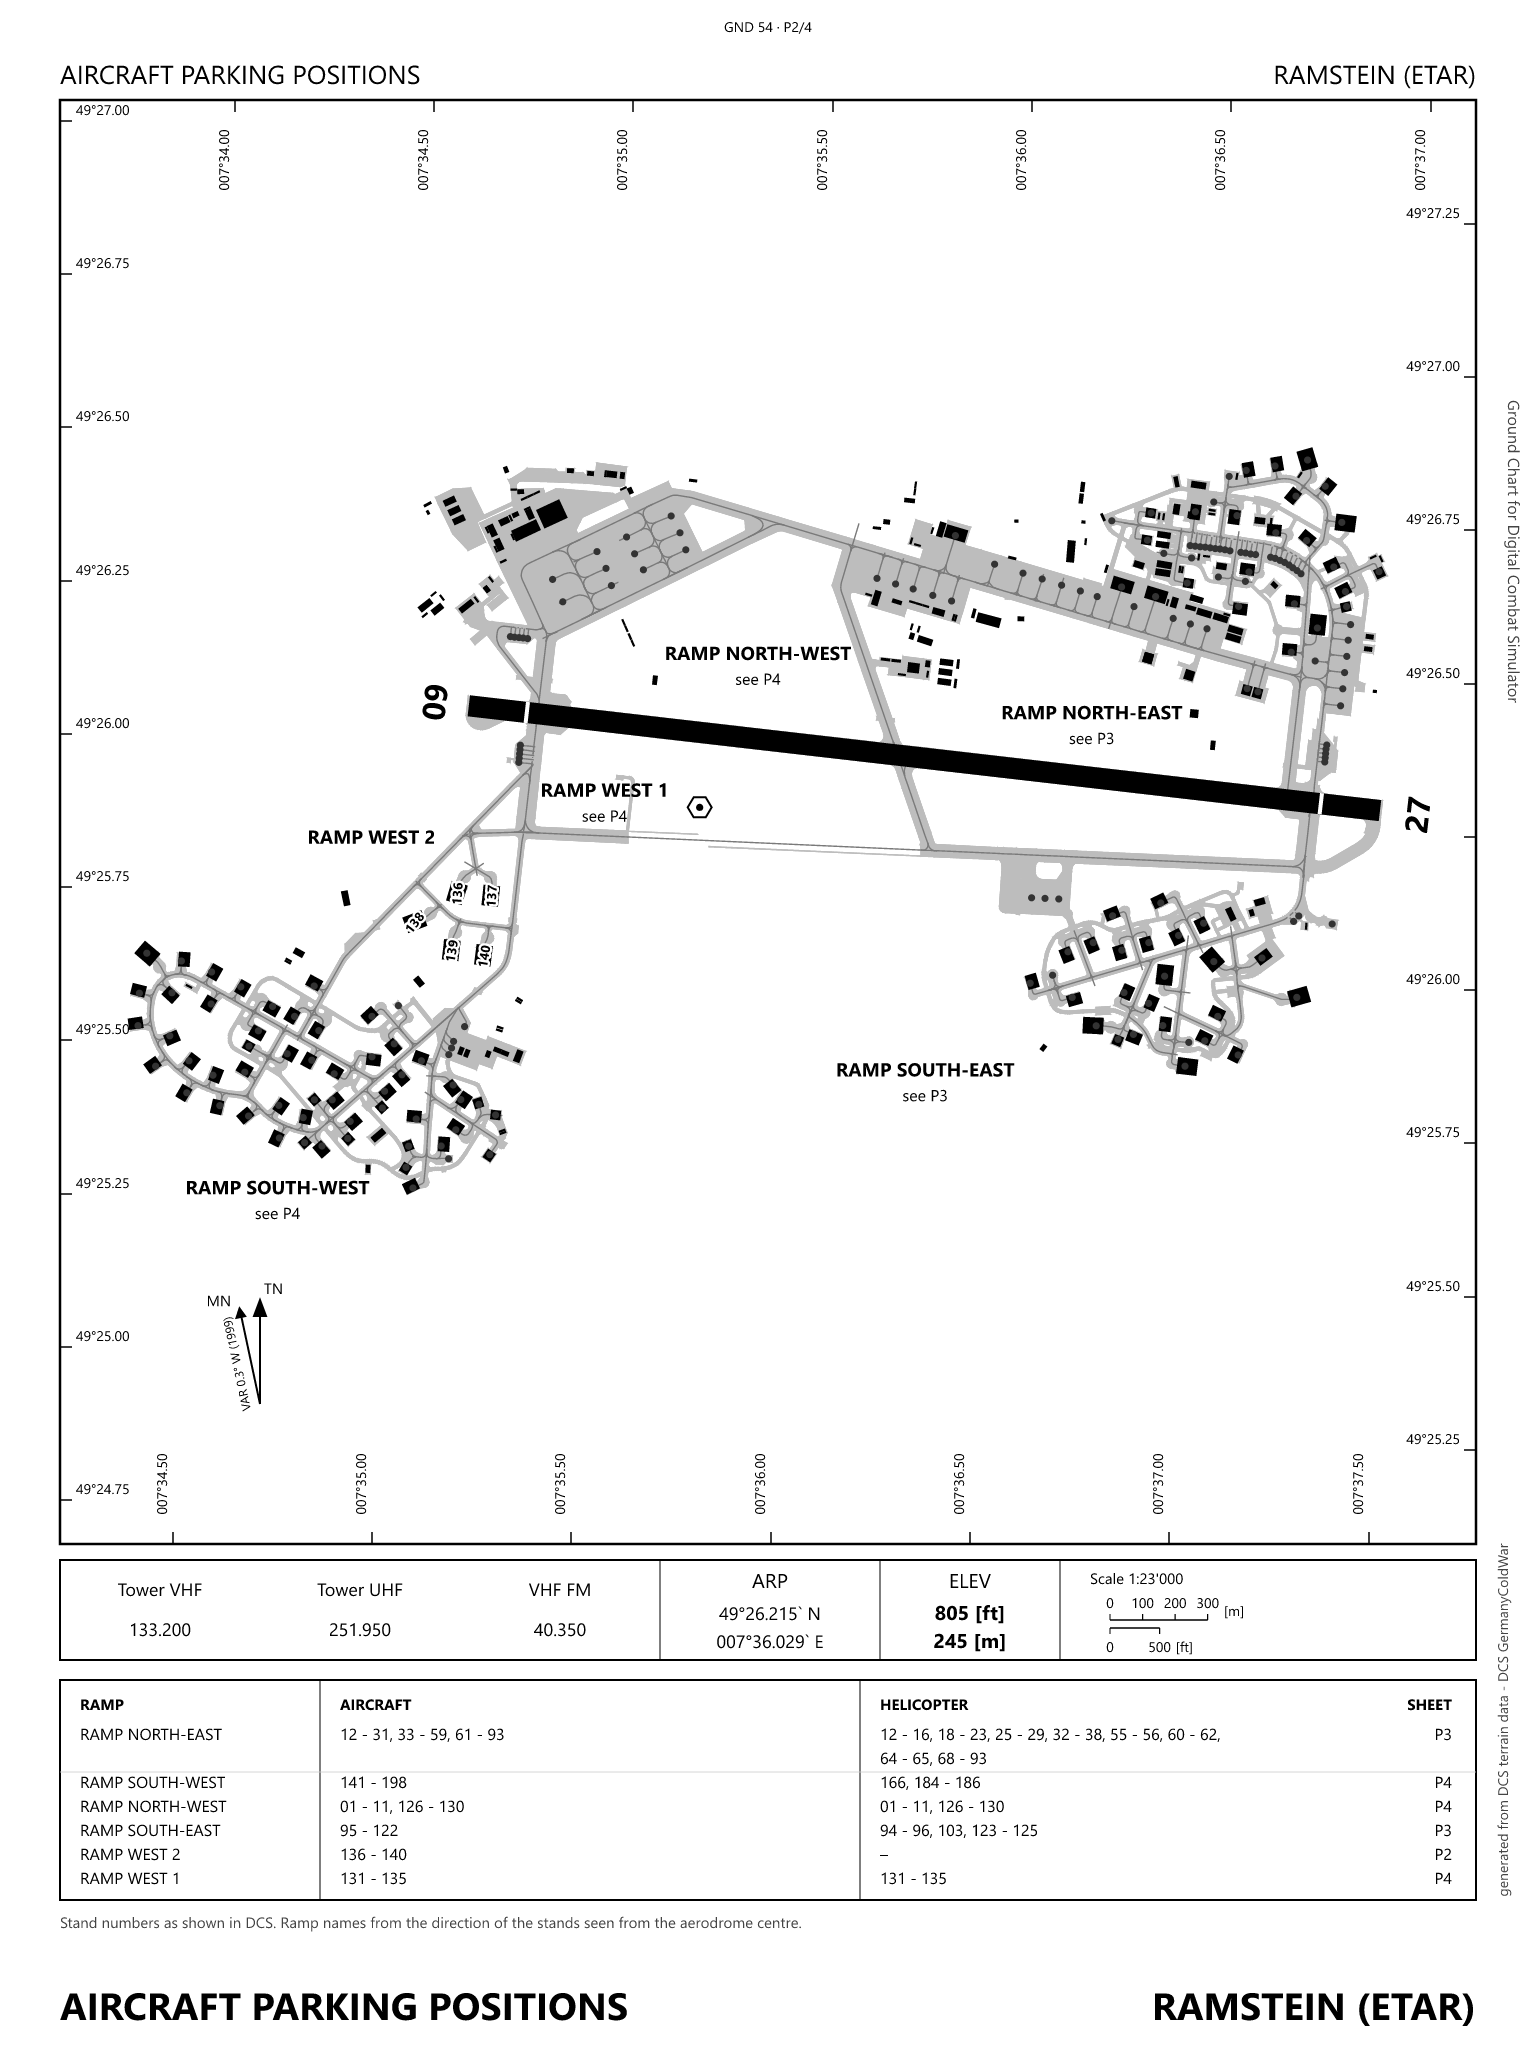 GND 54 · P2/4
AIRCRAFT PARKING POSITIONS
RAMSTEIN (ETAR)
49°27.00
007°34.00
007°34.50
007°35.00
007°35.50
007°36.00
007°36.50
007°37.00
49°27.25
49°26.75
49°27.00
49°26.50
49°26.75
49°26.25
49°26.50
49°26.00
49°25.75
49°26.00
49°25.50
49°25.75
49°25.25
49°25.50
49°25.00
49°25.25
49°24.75
RAMP NORTH-WEST
see P4
09
RAMP NORTH-EAST
see P3
RAMP WEST 1
see P4
27
RAMP WEST 2
136
137
138
139
140
RAMP SOUTH-EAST
see P3
RAMP SOUTH-WEST
see P4
TN
MN
VAR 0.3° W (1999)
007°34.50
007°35.00
007°35.50
007°36.00
007°36.50
007°37.00
007°37.50
Ground Chart for Digital Combat Simulator
generated from DCS terrain data - DCS GermanyColdWar
Tower VHF
133.200
Tower UHF
251.950
VHF FM
40.350
ARP
49°26.215` N
007°36.029` E
ELEV
805 [ft]
245 [m]
Scale 1:23'000
0 100 200 300 [m]
0 500 [ft]
RAMP AIRCRAFT HELICOPTER SHEET
RAMP NORTH-EAST 12 - 31, 33 - 59, 61 - 93 12 - 16, 18 - 23, 25 - 29, 32 - 38, 55 - 56, 60 - 62, P3
64 - 65, 68 - 93
RAMP SOUTH-WEST 141 - 198 166, 184 - 186 P4
RAMP NORTH-WEST 01 - 11, 126 - 130 01 - 11, 126 - 130 P4
RAMP SOUTH-EAST 95 - 122 94 - 96, 103, 123 - 125 P3
RAMP WEST 2 136 - 140 – P2
RAMP WEST 1 131 - 135 131 - 135 P4
Stand numbers as shown in DCS. Ramp names from the direction of the stands seen from the aerodrome centre.
AIRCRAFT PARKING POSITIONS
RAMSTEIN (ETAR)